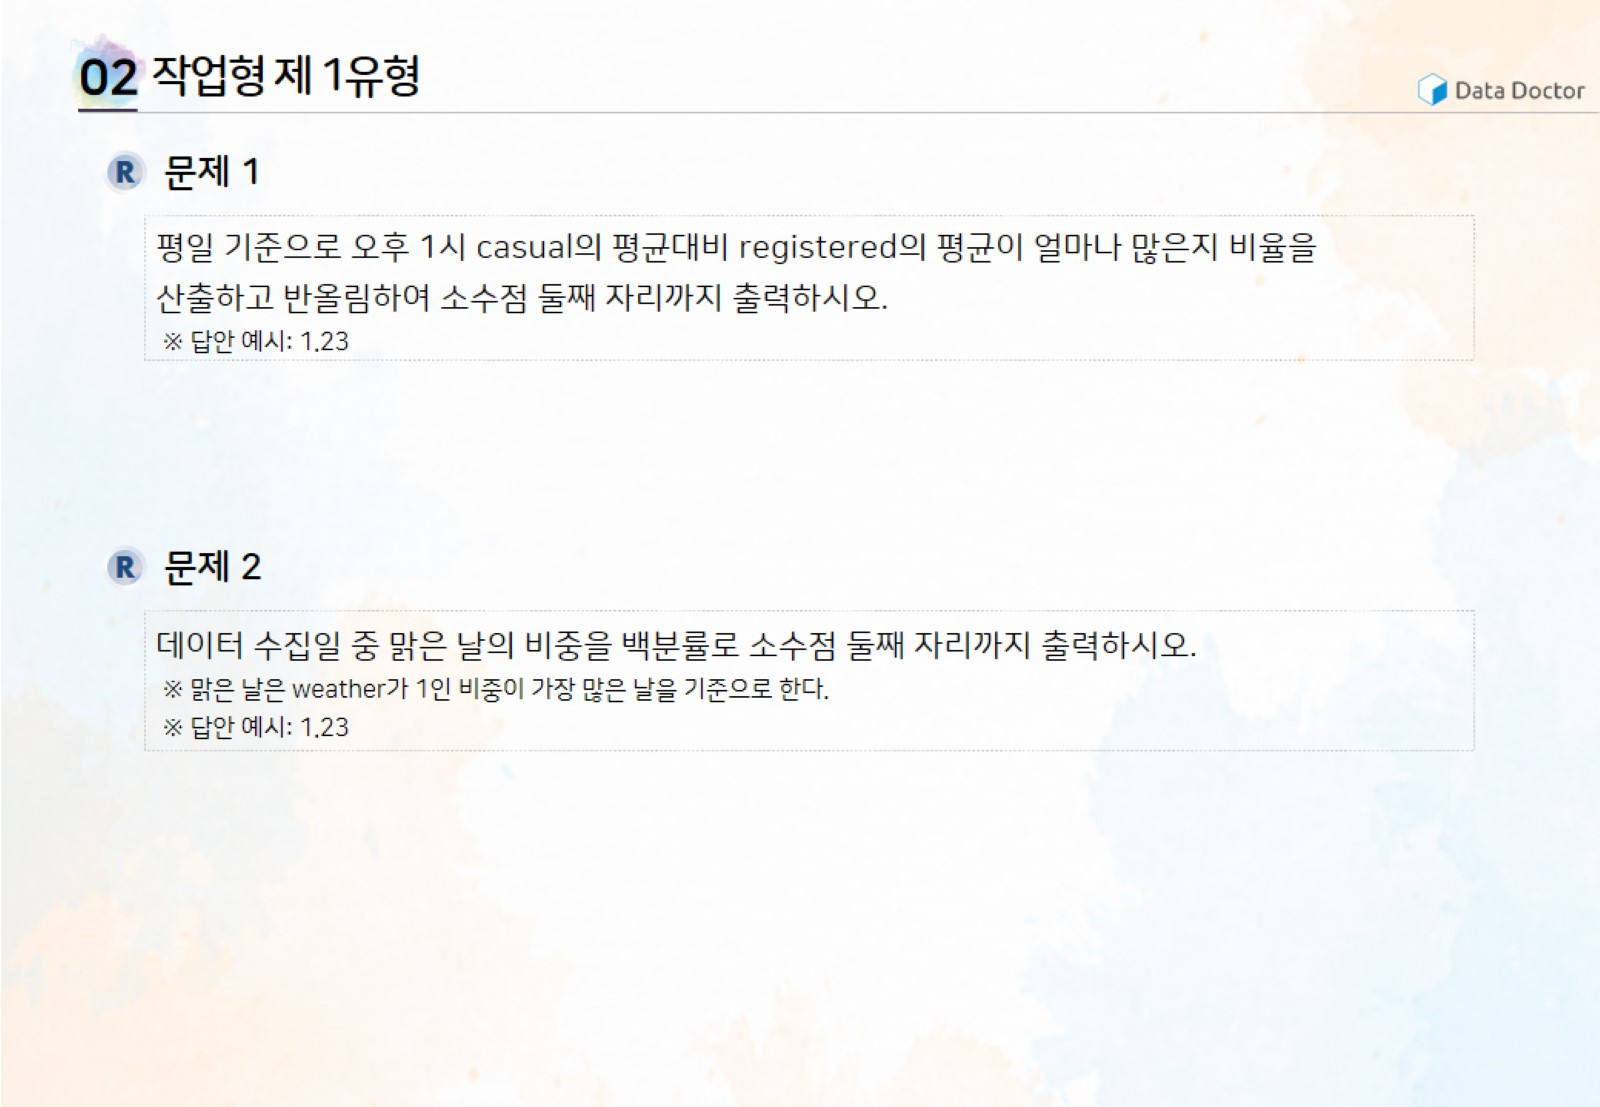 02 작업형 제 1유형
Data Doctor
R 문제 1
평일 기준으로 오후 1시 casual의 평균대비 registered의 평균이 얼마나 많은지 비율을
산출하고 반올림하여 소수점 둘째 자리까지 출력하시오.
※ 답안 예시: 1.23
R 문제 2
데이터 수집일 중 맑은 날의 비중을 백분률로 소수점 둘째 자리까지 출력하시오.
※ 맑은 날은 weather가 1인 비중이 가장 많은 날을 기준으로 한다.
※ 답안 예시: 1.23